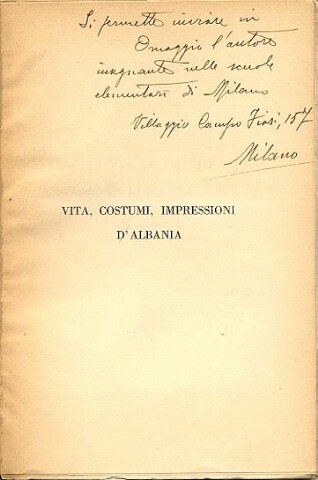 Si permette inviare in
Omaggio l'autore
insegnante nelle scuole
elementari di Milano
Villaggio Campo Fiori, 157
Milano
VITA, COSTUMI, IMPRESSIONI
D'ALBANIA